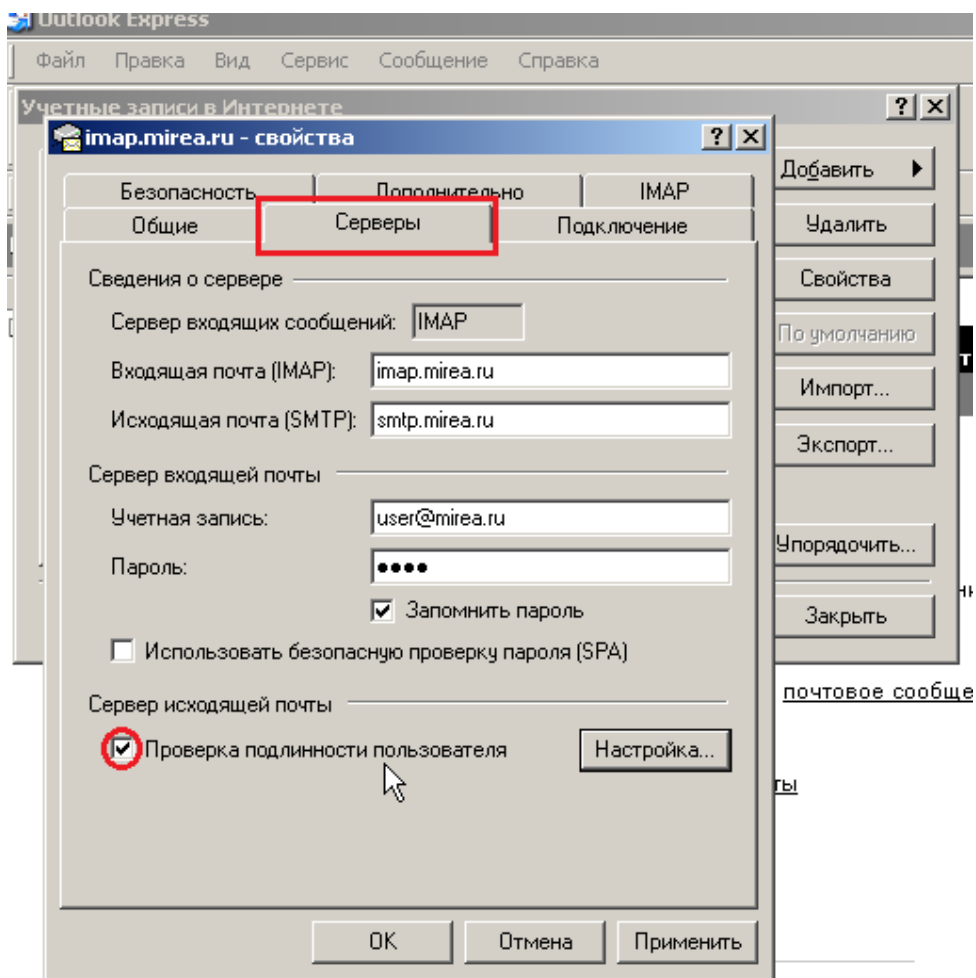 Outlook Express
Файл Правка Вид Сервис Сообщение Справка
Учетные записи в Интернете
imap.mirea.ru - свойства
Безопасность Дополнительно IMAP
Общие Серверы Подключение
Сведения о сервере
Сервер входящих сообщений: IMAP
Входящая почта (IMAP): imap.mirea.ru
Исходящая почта (SMTP): smtp.mirea.ru
Сервер входящей почты
Учетная запись: user@mirea.ru
Пароль: ●●●●
Запомнить пароль
Использовать безопасную проверку пароля (SPA)
Сервер исходящей почты
Проверка подлинности пользователя Настройка...
OK Отмена Применить
Добавить
Удалить
Свойства
По умолчанию
Импорт...
Экспорт...
Упорядочить...
Закрыть
почтовое сообще
ты